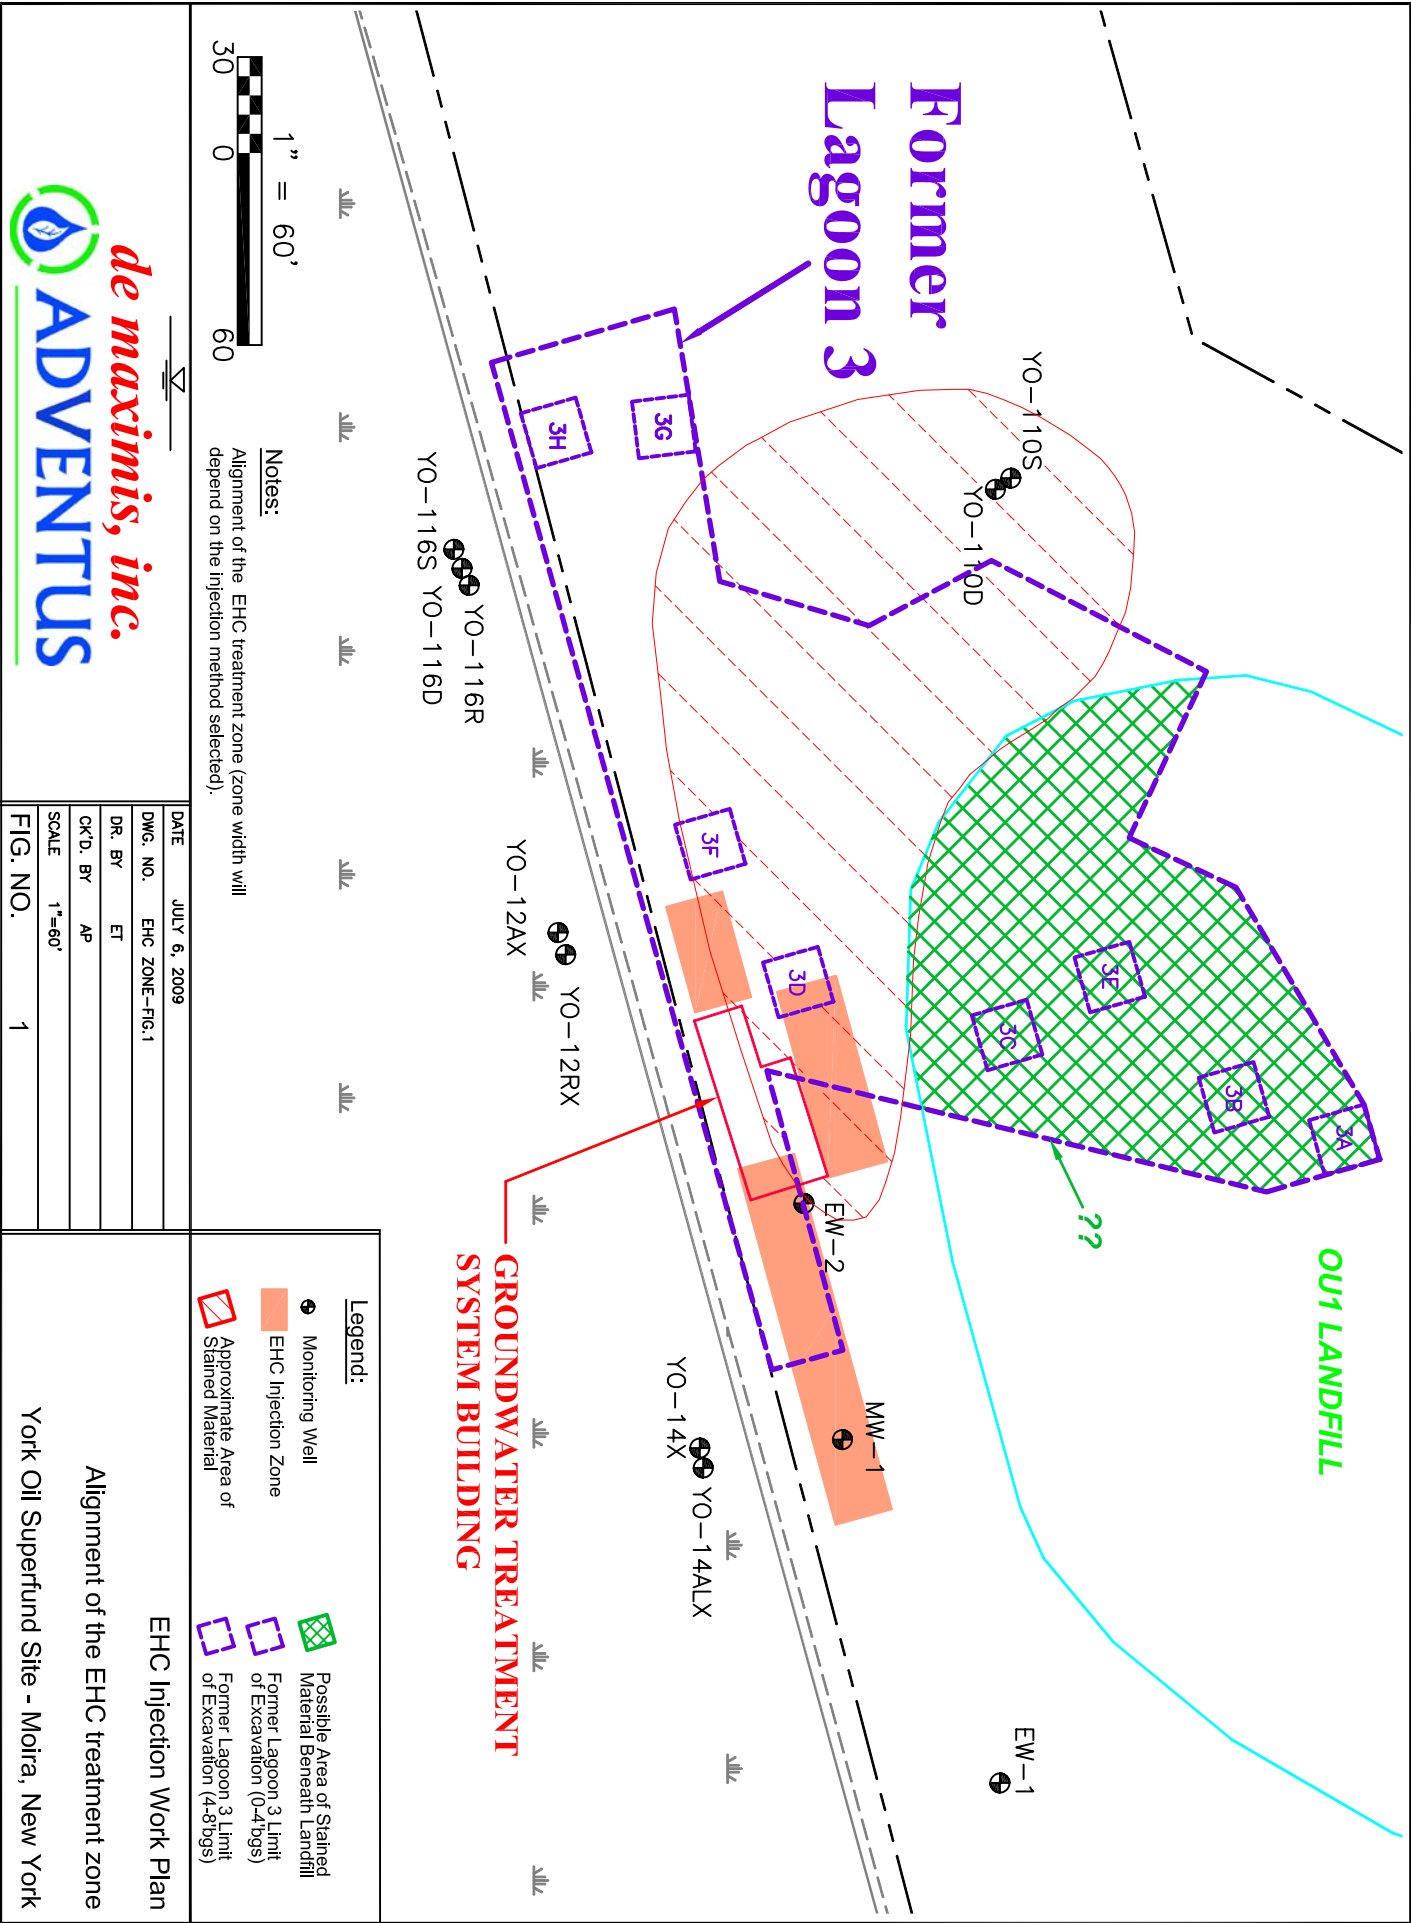 OU1 LANDFILL
Former
Lagoon 3
YO-110S
YO-110D
3A
3B
3C
3D
3E
3F
3G
3H
??
EW-1
EW-2
MW-1
YO-116S
YO-116D
YO-116R
YO-12AX
YO-12RX
YO-14X
YO-14ALX
GROUNDWATER TREATMENT
SYSTEM BUILDING
1" = 60'
30
0
60
Notes:
Alignment of the EHC treatment zone (zone width will
depend on the injection method selected).
Legend:
Monitoring Well
EHC Injection Zone
Approximate Area of
Stained Material
Possible Area of Stained
Material Beneath Landfill
Former Lagoon 3 Limit
of Excavation (0-4'bgs)
Former Lagoon 3 Limit
of Excavation (4-8'bgs)
de maximis, inc.
ADVENTUS
DATE JULY 6, 2009
DWG. NO. EHC ZONE-FIG.1
DR. BY ET
CK'D. BY AP
SCALE 1"=60'
FIG. NO. 1
EHC Injection Work Plan
Alignment of the EHC treatment zone
York Oil Superfund Site - Moira, New York